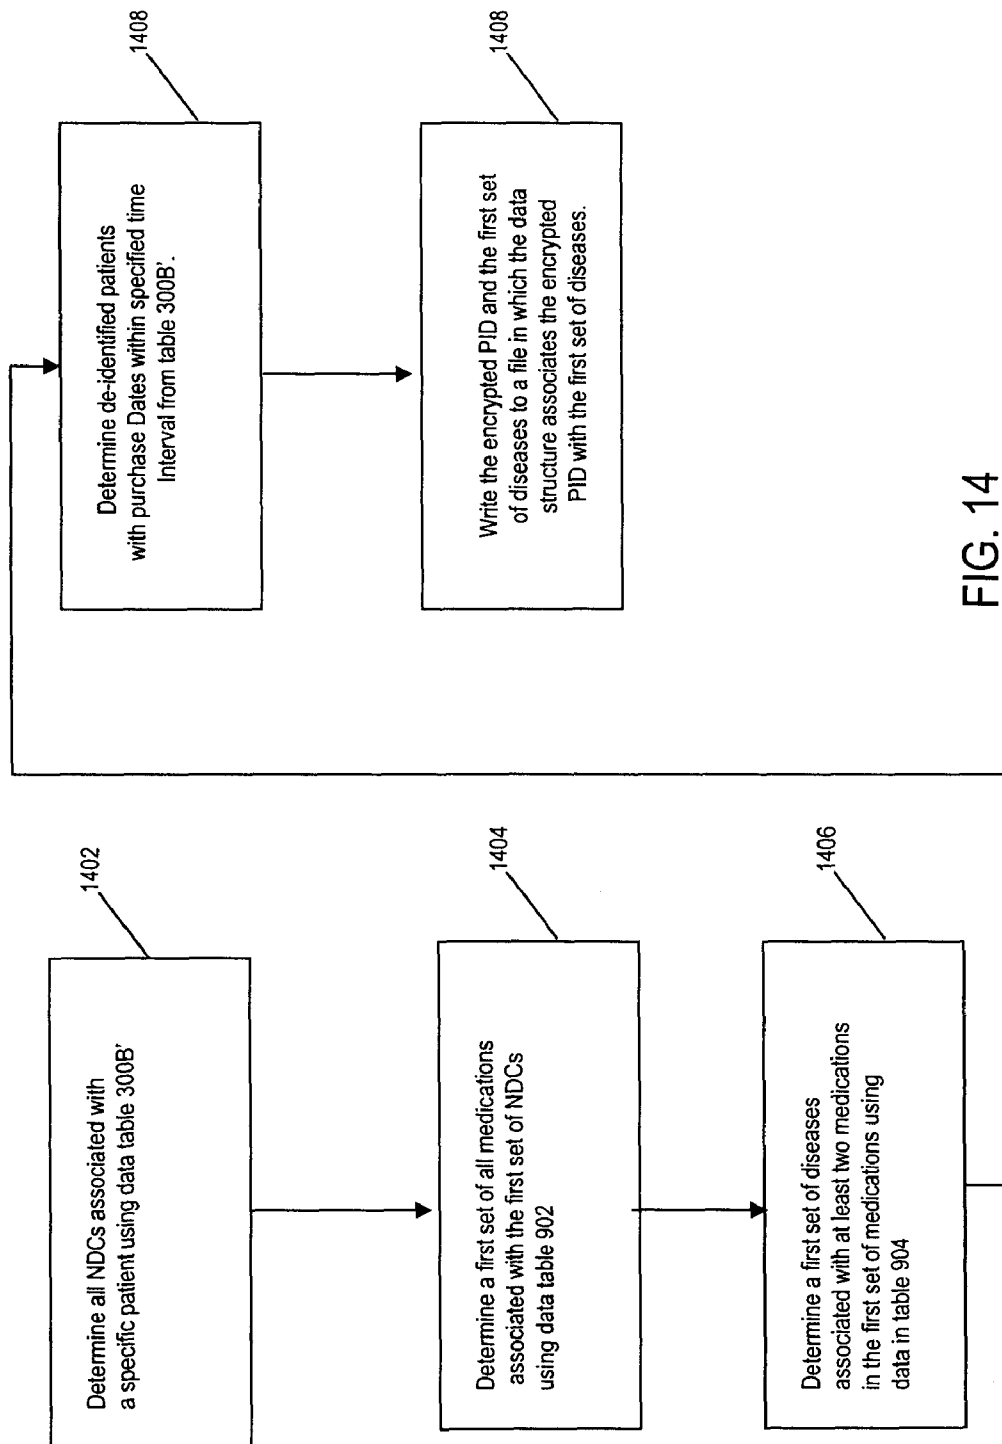 1402
Determine all NDCs associated with
a specific patient using data table 300B'
1404
Determine a first set of all medications
associated with the first set of NDCs
using data table 902
1406
Determine a first set of diseases
associated with at least two medications
in the first set of medications using
data in table 904
1408
Determine de-identified patients
with purchase Dates within specified time
Interval from table 300B'.
1408
Write the encrypted PID and the first set
of diseases to a file in which the data
structure associates the encrypted
PID with the first set of diseases.
FIG. 14